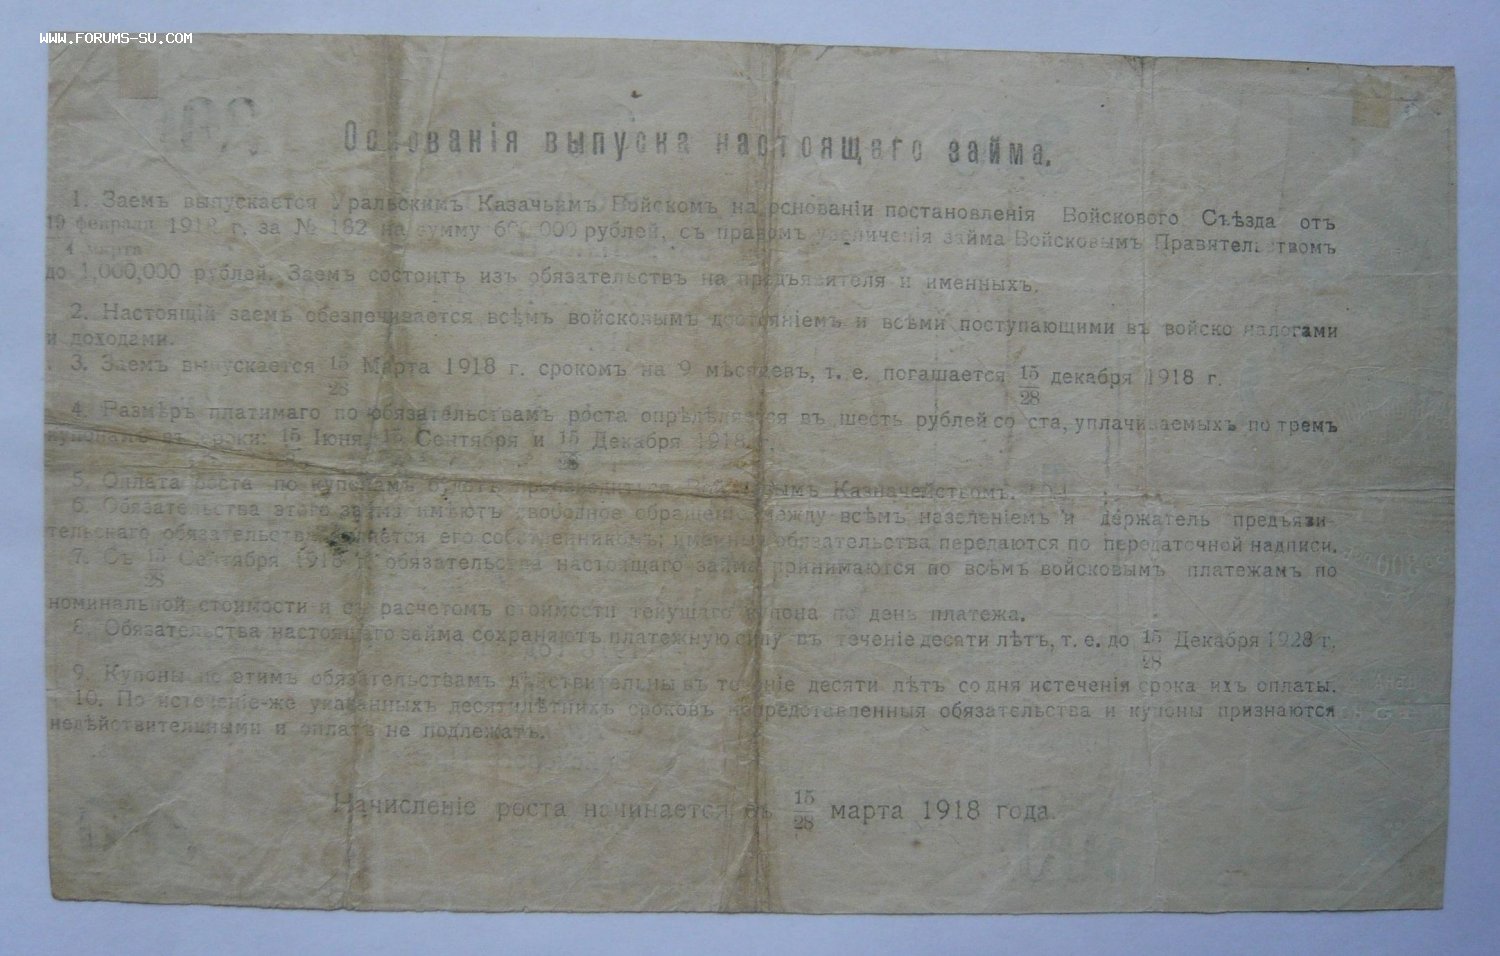 WWW.FORUMS-SU.COM
Основанія выпуска настоящаго займа.
1. Заемъ выпускается Уральскимъ Казачьимъ Войскомъ на основаніи постановленія Войскового Съѣзда отъ
19 февраля 1918 г. за № 182 на сумму рублей, съ правомъ увеличенія займа Войсковымъ Правительствомъ
4 марта
до 1,000,000 рублей. Заемъ состоитъ изъ обязательствъ на предъявителя и именныхъ.
2. Настоящій заемъ обезпечивается всѣмъ войсковымъ достояніемъ и всѣми поступающими въ войско налогами
и доходами.
3. Заемъ выпускается 15/28 Марта 1918 г. срокомъ на 9 мѣсяцевъ, т. е. погашается 15/28 декабря 1918 г.
4. Размѣръ платимаго по обязательствамъ роста опредѣляется въ шесть рублей со ста, уплачиваемыхъ по тремъ
купонамъ въ сроки: 15 Іюня, 15 Сентября и 15/28 Декабря 1918 г.
5. Оплата роста по купонамъ будетъ производиться Войсковымъ Казначействомъ.
6. Обязательства этого займа имѣютъ свободное обращеніе между всѣмъ населеніемъ и держатель предъяви-
тельскаго обязательства является его собственникомъ; именныя обязательства передаются по передаточной надписи.
7. Съ 15/28 Сентября 1918 г. обязательства настоящаго займа принимаются по всѣмъ войсковымъ платежамъ по
номинальной стоимости и съ расчетомъ стоимости текущаго купона по день платежа.
8. Обязательства настоящаго займа сохраняютъ платежную силу въ теченіе десяти лѣтъ, т. е. до 15/28 Декабря 1928 г.
9. Купоны по этимъ обязательствамъ дѣйствительны въ теченіе десяти лѣтъ со дня истеченія срока ихъ оплаты.
10. По истеченіе-же указанныхъ десятилѣтнихъ сроковъ непредставленныя обязательства и купоны признаются
недѣйствительными и оплатѣ не подлежатъ.
Начисленіе роста начинается съ 15/28 марта 1918 года.